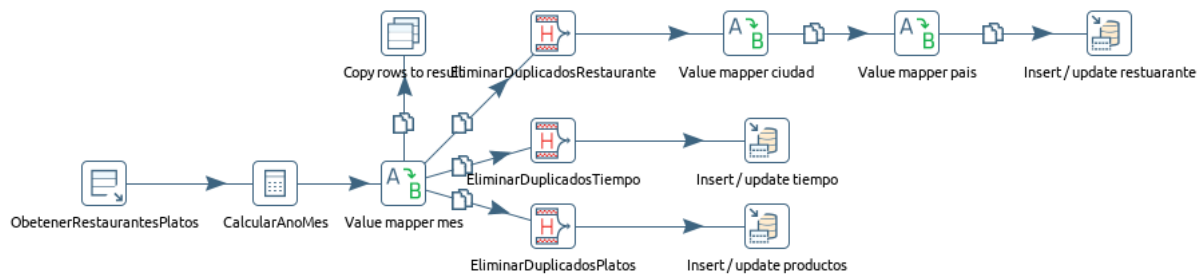 Copy rows to result
EliminarDuplicadosRestaurante
Value mapper ciudad
Value mapper pais
Insert / update restuarante
ObetenerRestaurantesPlatos
CalcularAnoMes
Value mapper mes
EliminarDuplicadosTiempo
Insert / update tiempo
EliminarDuplicadosPlatos
Insert / update productos